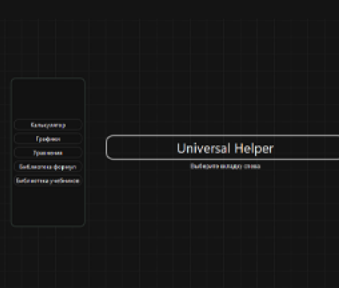 Калькулятор
Графики
Уравнения
Библиотека формул
Библиотека учебников
Universal Helper
Выберите вкладку слева